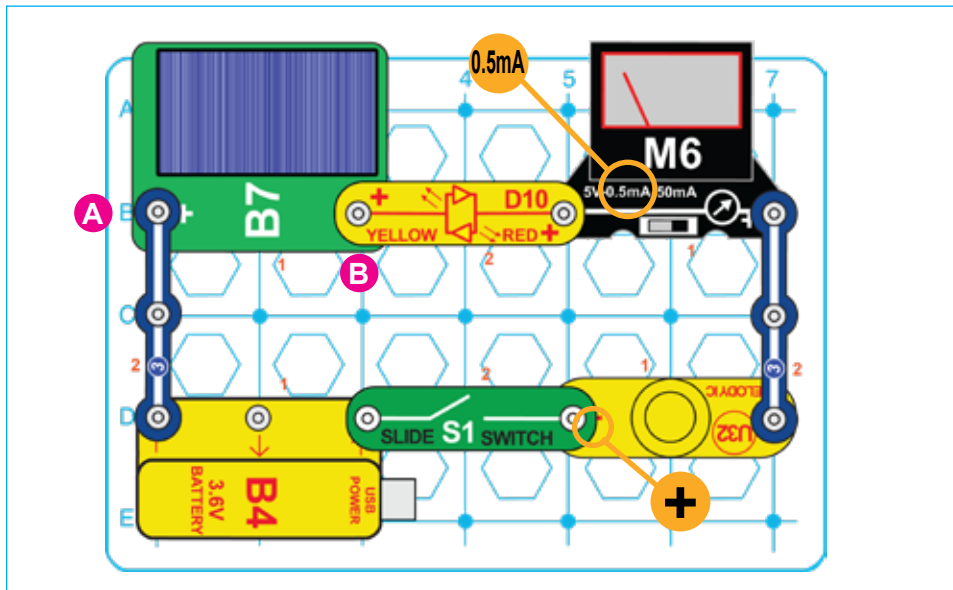 0.5mA
4 5 7
A
M6
5V 0.5mA 50mA
A
B
+
B7
+
D10
YELLOW
RED +
1
2
1
B
C
2
3
1
2
1
3
2
D
SLIDE S1 SWITCH
+
U32
B4
3.6V
BATTERY
USB
POWER
E
+